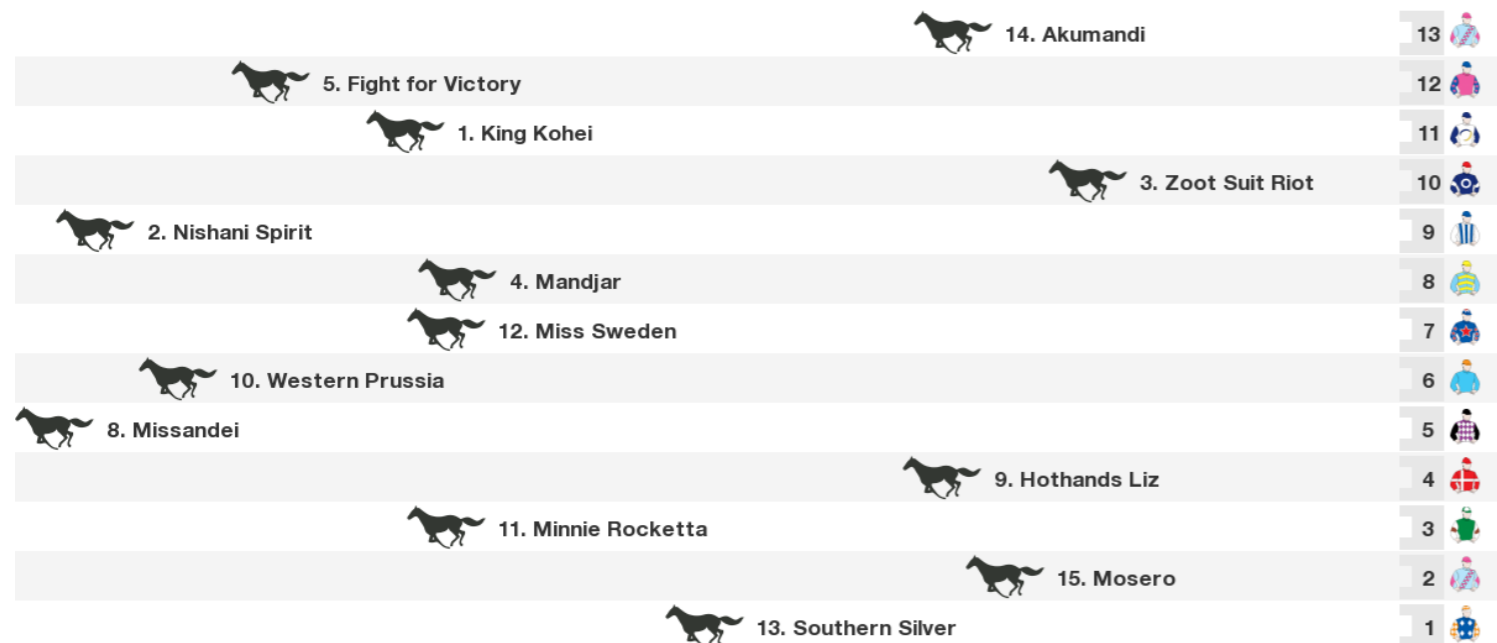 14. Akumandi 13
5. Fight for Victory 12
1. King Kohei 11
3. Zoot Suit Riot 10
2. Nishani Spirit 9
4. Mandjar 8
12. Miss Sweden 7
10. Western Prussia 6
8. Missandei 5
9. Hothands Liz 4
11. Minnie Rocketta 3
15. Mosero 2
13. Southern Silver 1